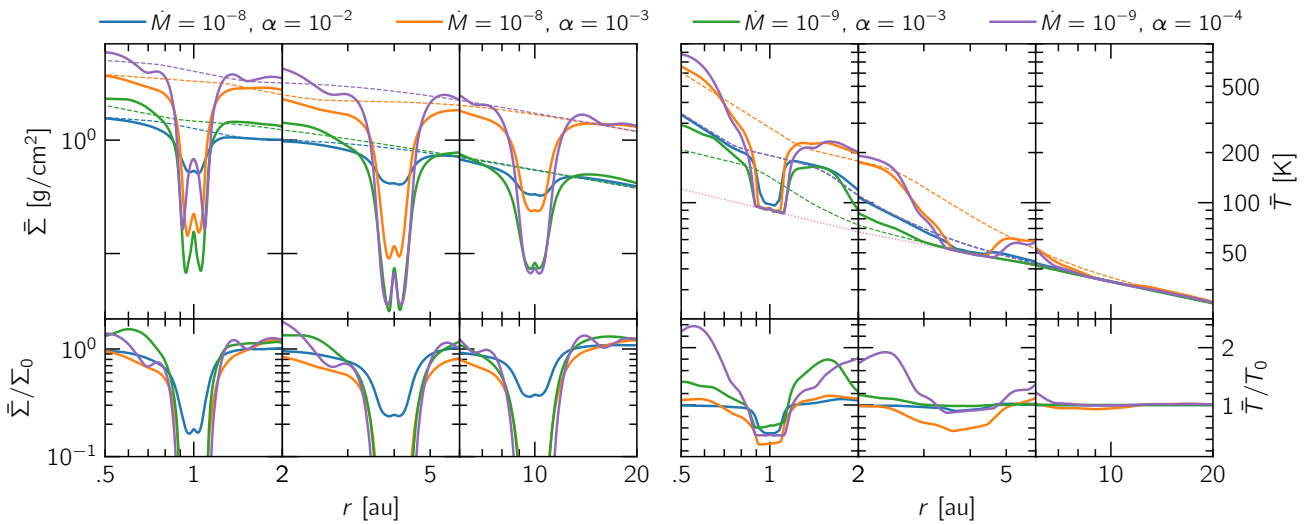 Ṁ = 10⁻⁸, α = 10⁻² Ṁ = 10⁻⁸, α = 10⁻³ Ṁ = 10⁻⁹, α = 10⁻³ Ṁ = 10⁻⁹, α = 10⁻⁴
Σ̄ [g/cm²]
10⁰
500
200
100
50
T̄ [K]
Σ̄/Σ₀
10⁰
10⁻¹
2
1
T̄/T₀
.5 1 2 5 10 20
.5 1 2 5 10 20
r [au]
r [au]